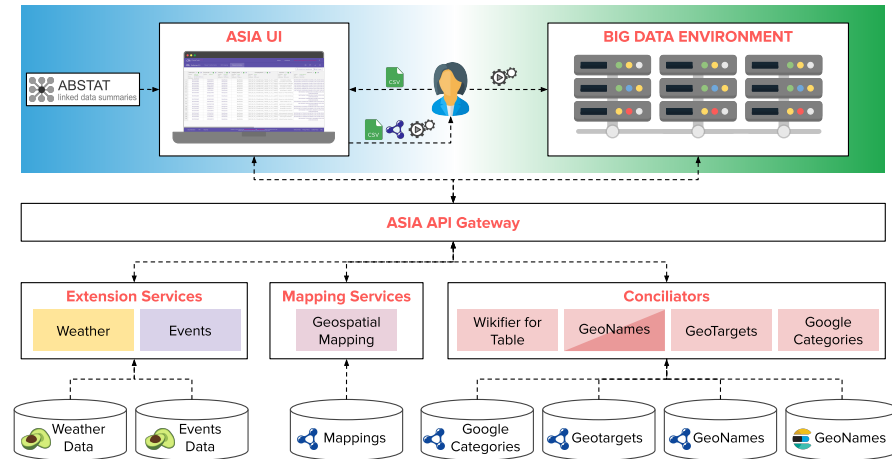 ASIA UI
BIG DATA ENVIRONMENT
ABSTAT
linked data summaries
CSV
CSV
ASIA API Gateway
Extension Services
Mapping Services
Conciliators
Weather
Events
Geospatial
Mapping
Wikifier for
Table
GeoNames
GeoTargets
Google
Categories
Weather
Data
Events
Data
Mappings
Google
Categories
Geotargets
GeoNames
GeoNames